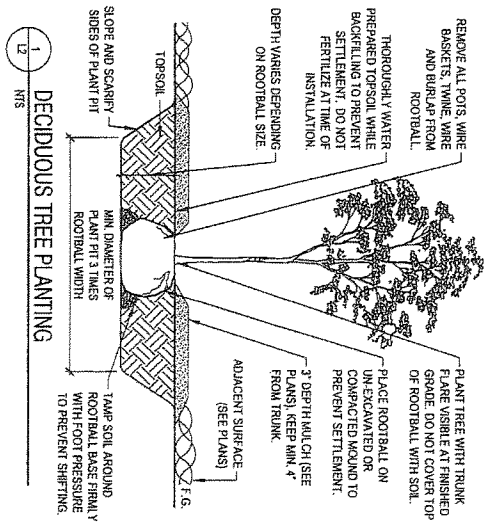 REMOVE ALL POTS, WIRE
BASKETS, TWINE, WIRE
AND BURLAP FROM
ROOTBALL.
THOROUGHLY WATER
PREPARED TOPSOIL WHILE
BACKFILLING TO PREVENT
SETTLEMENT. DO NOT
FERTILIZE AT TIME OF
INSTALLATION.
DEPTH VARIES DEPENDING
ON ROOTBALL SIZE.
TOPSOIL
SLOPE AND SCARIFY
SIDES OF PLANT PIT
PLANT TREE WITH TRUNK
FLARE VISIBLE AT FINISHED
GRADE. DO NOT COVER TOP
OF ROOTBALL WITH SOIL.
PLACE ROOTBALL ON
UN-EXCAVATED OR
COMPACTED MOUND TO
PREVENT SETTLEMENT.
3" DEPTH MULCH (SEE
PLANS). KEEP MIN. 4"
FROM TRUNK.
ADJACENT SURFACE
(SEE PLANS)
F.G.
MIN. DIAMETER OF
PLANT PIT 3 TIMES
ROOTBALL WIDTH
TAMP SOIL AROUND
ROOTBALL BASE FIRMLY
WITH FOOT PRESSURE
TO PREVENT SHIFTING.
1
L2
DECIDUOUS TREE PLANTING
NTS